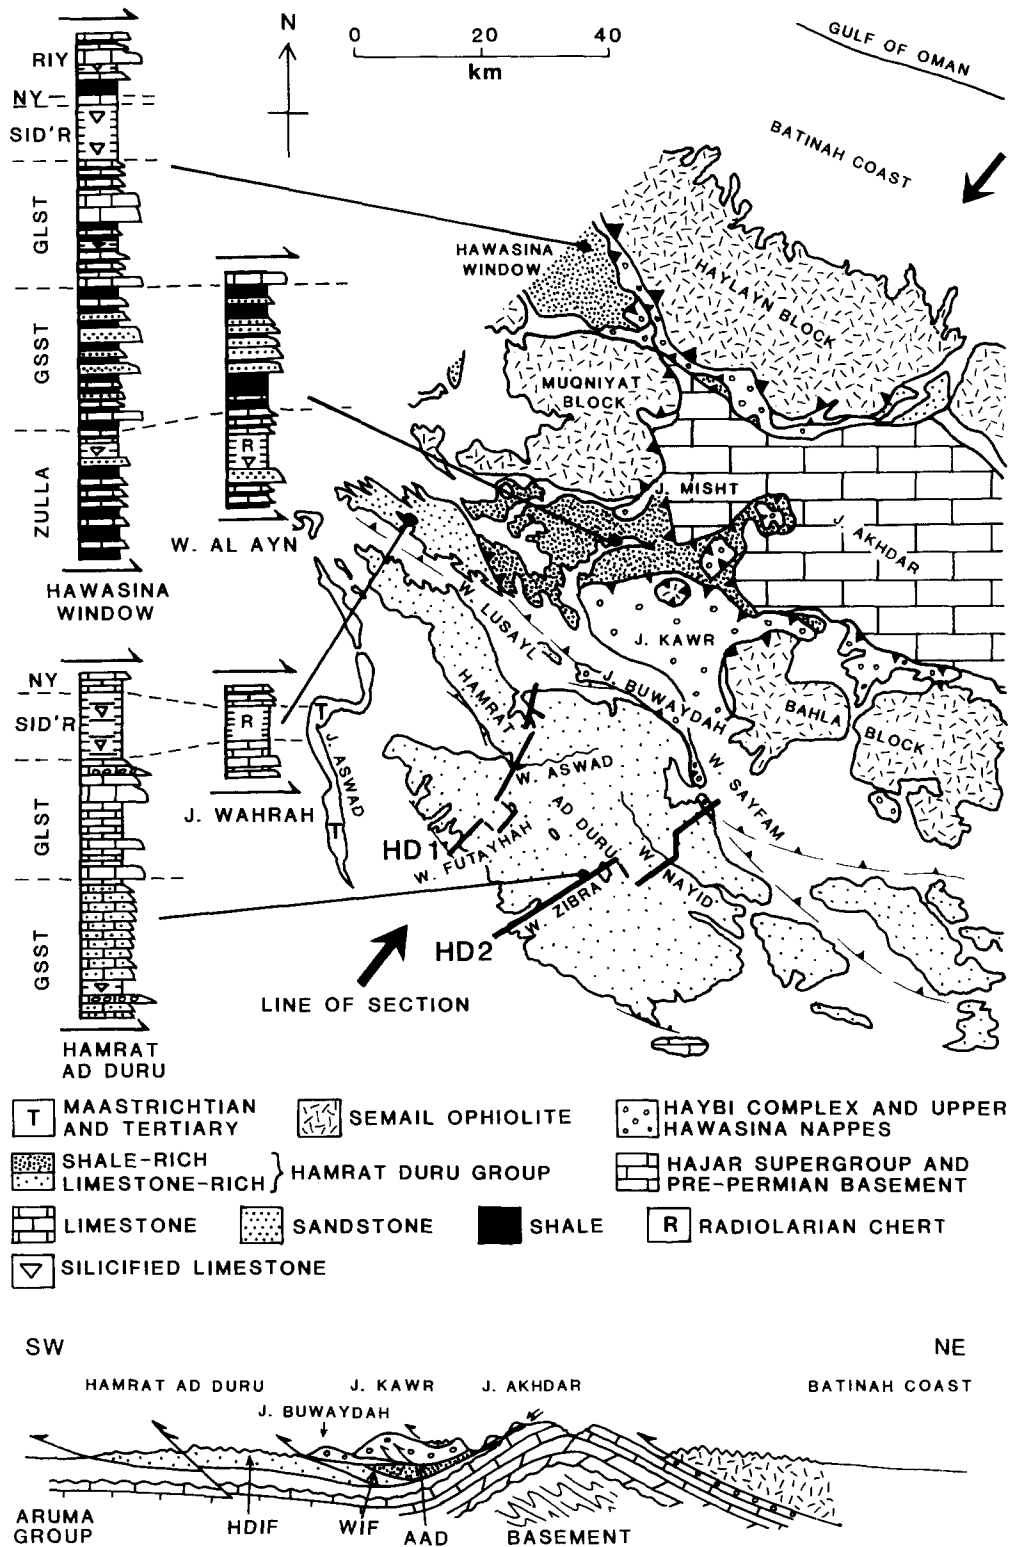 RIY
NY
SID'R
GLST
GSST
ZULLA
HAWASINA
WINDOW
W. AL AYN
NY
SID'R
GLST
GSST
HAMRAT
AD DURU
R
R
J. WAHRAH
N
0 20 40
km
GULF OF OMAN
BATINAH COAST
HAWASINA
WINDOW
HAYLAYN BLOCK
MUQNIYAT
BLOCK
J. MISHT
J. AKHDAR
W. LUSAYL
J. KAWR
J. BUWAYDAH
BAHLA
BLOCK
HAMRAT
AD DURU
W. ASWAD
W. SAYFAM
T
J. ASWAD
T
HD1
W. FUTAYHAH
W. NAYID
W. ZIBRAD
HD2
LINE OF SECTION
T MAASTRICHTIAN
AND TERTIARY
SEMAIL OPHIOLITE
HAYBI COMPLEX AND UPPER
HAWASINA NAPPES
SHALE-RICH
LIMESTONE-RICH
HAMRAT DURU GROUP
HAJAR SUPERGROUP AND
PRE-PERMIAN BASEMENT
LIMESTONE
SANDSTONE
SHALE
R RADIOLARIAN CHERT
SILICIFIED LIMESTONE
SW
NE
HAMRAT AD DURU
J. KAWR
J. AKHDAR
BATINAH COAST
J. BUWAYDAH
ARUMA
GROUP
HDIF
WIF
AAD
BASEMENT